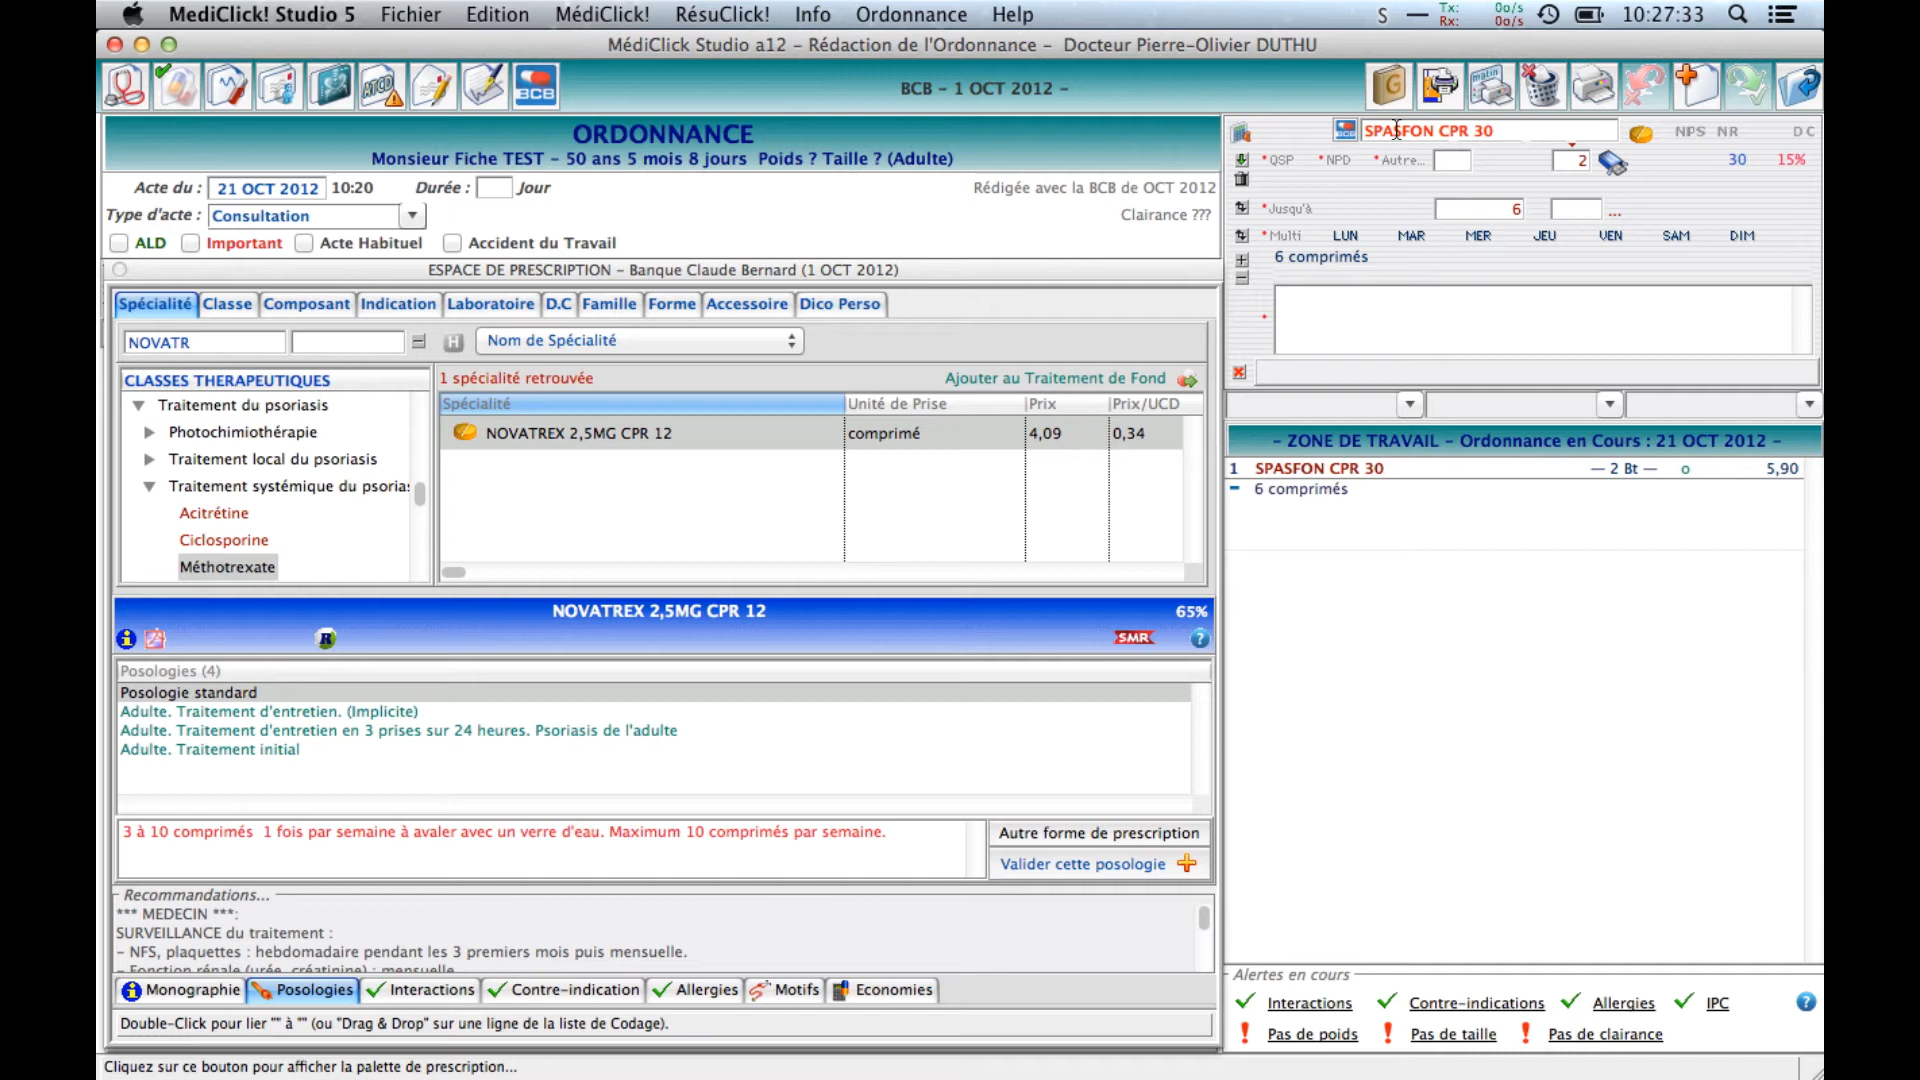 MediClick! Studio 5 Fichier Edition MédiClick! RésuClick! Info Ordonnance Help S Tx: 0o/s Rx: 0o/s 10:27:33
MédiClick Studio a12 – Rédaction de l'Ordonnance – Docteur Pierre-Olivier DUTHU
ATCD BCB BCB – 1 OCT 2012 – G matin
ORDONNANCE
Monsieur Fiche TEST – 50 ans 5 mois 8 jours Poids ? Taille ? (Adulte)
Acte du : 21 OCT 2012 10:20 Durée : Jour Rédigée avec la BCB de OCT 2012
Type d'acte : Consultation Clairance ???
ALD Important Acte Habituel Accident du Travail
ESPACE DE PRESCRIPTION – Banque Claude Bernard (1 OCT 2012)
Spécialité Classe Composant Indication Laboratoire D.C Famille Forme Accessoire Dico Perso
NOVATR H Nom de Spécialité
CLASSES THERAPEUTIQUES
Traitement du psoriasis
Photochimiothérapie
Traitement local du psoriasis
Traitement systémique du psorias
Acitrétine
Ciclosporine
Méthotrexate
1 spécialité retrouvée Ajouter au Traitement de Fond
Spécialité Unité de Prise Prix Prix/UCD
NOVATREX 2,5MG CPR 12 comprimé 4,09 0,34
NOVATREX 2,5MG CPR 12 65%
R SMR ?
Posologies (4)
Posologie standard
Adulte. Traitement d'entretien. (Implicite)
Adulte. Traitement d'entretien en 3 prises sur 24 heures. Psoriasis de l'adulte
Adulte. Traitement initial
3 à 10 comprimés 1 fois par semaine à avaler avec un verre d'eau. Maximum 10 comprimés par semaine.
Autre forme de prescription
Valider cette posologie
Recommandations...
*** MEDECIN ***:
SURVEILLANCE du traitement :
– NFS, plaquettes : hebdomadaire pendant les 3 premiers mois puis mensuelle.
– Fonction rénale (urée, créatinine) : mensuelle
Monographie Posologies Interactions Contre-indication Allergies Motifs Economies
Double-Click pour lier "" à "" (ou "Drag & Drop" sur une ligne de la liste de Codage).
Cliquez sur ce bouton pour afficher la palette de prescription...
BCB SPASFON CPR 30 NPS NR D C
* QSP * NPD * Autre... 2 30 15%
* Jusqu'à 6 ...
* Multi LUN MAR MER JEU VEN SAM DIM
6 comprimés
*
– ZONE DE TRAVAIL – Ordonnance en Cours : 21 OCT 2012 –
1 SPASFON CPR 30 — 2 Bt — o 5,90
6 comprimés
Alertes en cours
Interactions Contre-indications Allergies IPC ?
! Pas de poids ! Pas de taille ! Pas de clairance